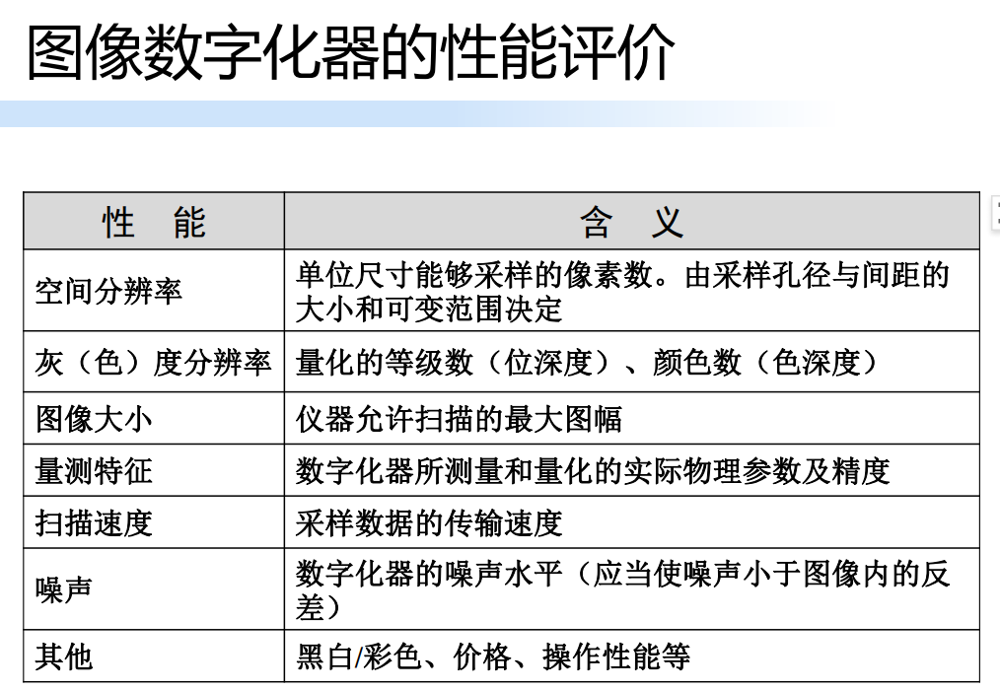 图像数字化器的性能评价
性 能
含 义
空间分辨率
单位尺寸能够采样的像素数。由采样孔径与间距的
大小和可变范围决定
灰（色）度分辨率
量化的等级数（位深度）、颜色数（色深度）
图像大小
仪器允许扫描的最大图幅
量测特征
数字化器所测量和量化的实际物理参数及精度
扫描速度
采样数据的传输速度
噪声
数字化器的噪声水平（应当使噪声小于图像内的反
差）
其他
黑白/彩色、价格、操作性能等